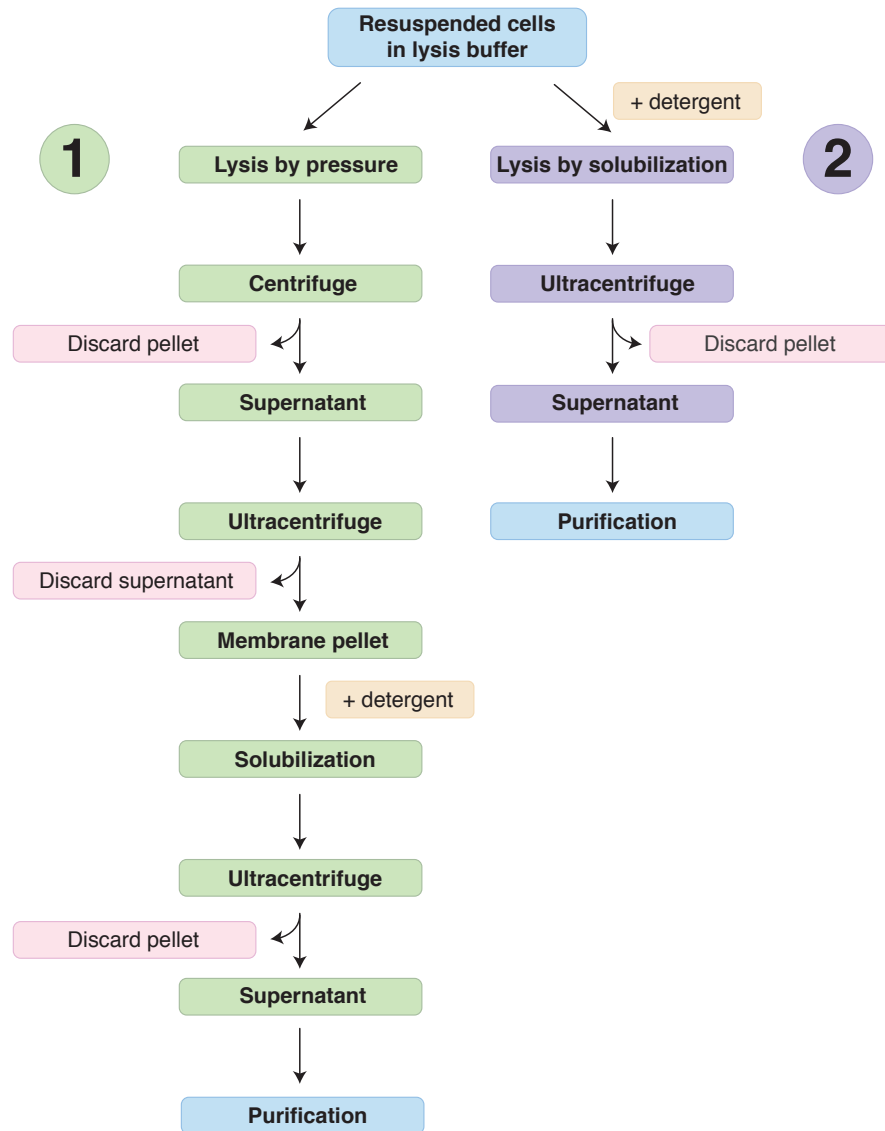 Resuspended cells
in lysis buffer
+ detergent
1
Lysis by pressure
Lysis by solubilization
2
Centrifuge
Ultracentrifuge
Discard pellet
Discard pellet
Supernatant
Supernatant
Ultracentrifuge
Purification
Discard supernatant
Membrane pellet
+ detergent
Solubilization
Ultracentrifuge
Discard pellet
Supernatant
Purification